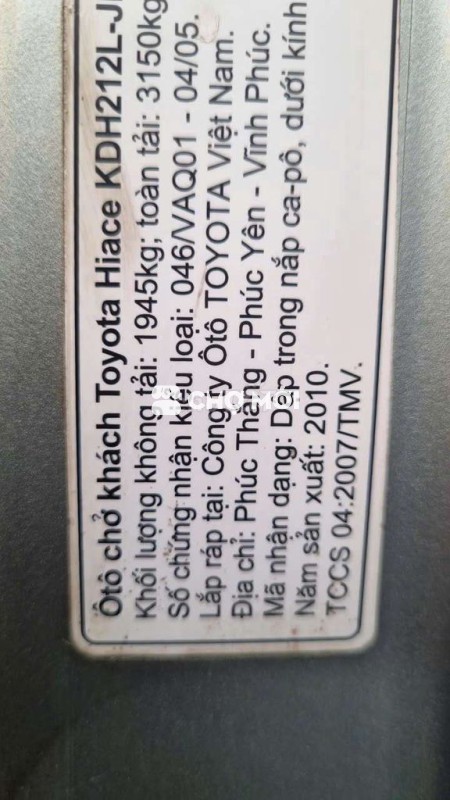 Ôtô chở khách Toyota Hiace KDH212L-J
Khối lượng không tải: 1945kg; toàn tải: 3150kg
Số chứng nhận kiểu loại: 046/VAQ01 - 04/05.
Lắp ráp tại: Công ty Ôtô TOYOTA Việt Nam.
Địa chỉ: Phúc Thắng - Phúc Yên - Vĩnh Phúc.
Mã nhận dạng: Dập trong nắp ca-pô, dưới kính
Năm sản xuất: 2010.
TCCS 04:2007/TMV.